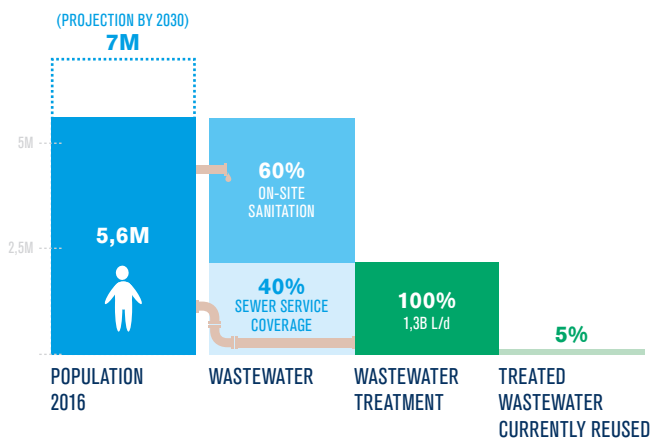 (PROJECTION BY 2030)
7M
5M
2,5M
5,6M
60%
ON-SITE
SANITATION
40%
SEWER SERVICE
COVERAGE
100%
1,3B L/d
5%
POPULATION
2016
WASTEWATER
WASTEWATER
TREATMENT
TREATED
WASTEWATER
CURRENTLY REUSED